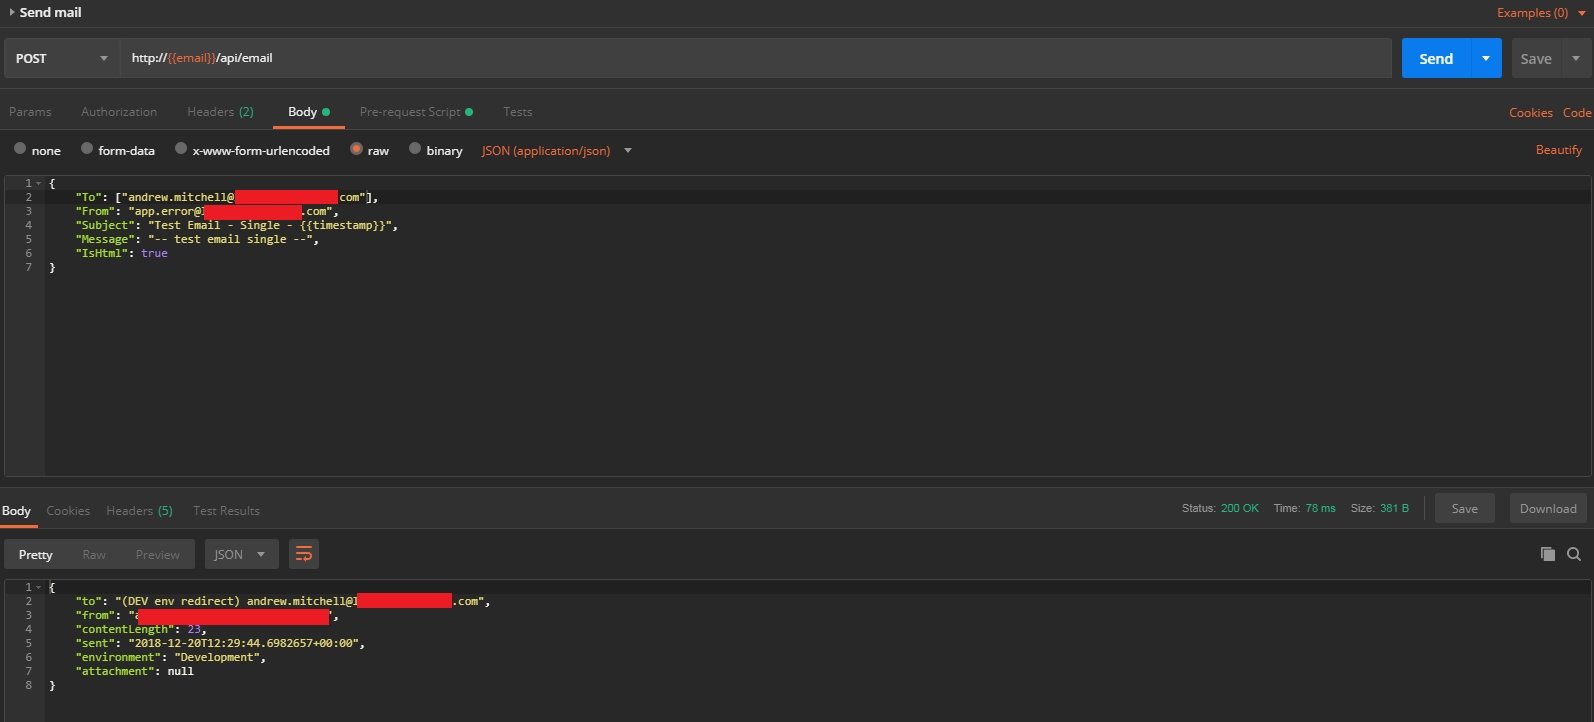 Send mail
Examples (0)
POST http://{{email}}/api/email Send Save
Params Authorization Headers (2) Body Pre-request Script Tests Cookies Code
none form-data x-www-form-urlencoded raw binary JSON (application/json) Beautify
1 {
2 "To": ["andrew.mitchell@ com"],
3 "From": "app.error@ .com",
4 "Subject": "Test Email - Single - {{timestamp}}",
5 "Message": "-- test email single --",
6 "IsHtml": true
7 }
Body Cookies Headers (5) Test Results Status: 200 OK Time: 78 ms Size: 381 B Save Download
Pretty Raw Preview JSON
1 {
2 "to": "(DEV env redirect) andrew.mitchell@ .com",
3 "from": " ",
4 "contentLength": 23,
5 "sent": "2018-12-20T12:29:44.6982657+00:00",
6 "environment": "Development",
7 "attachment": null
8 }